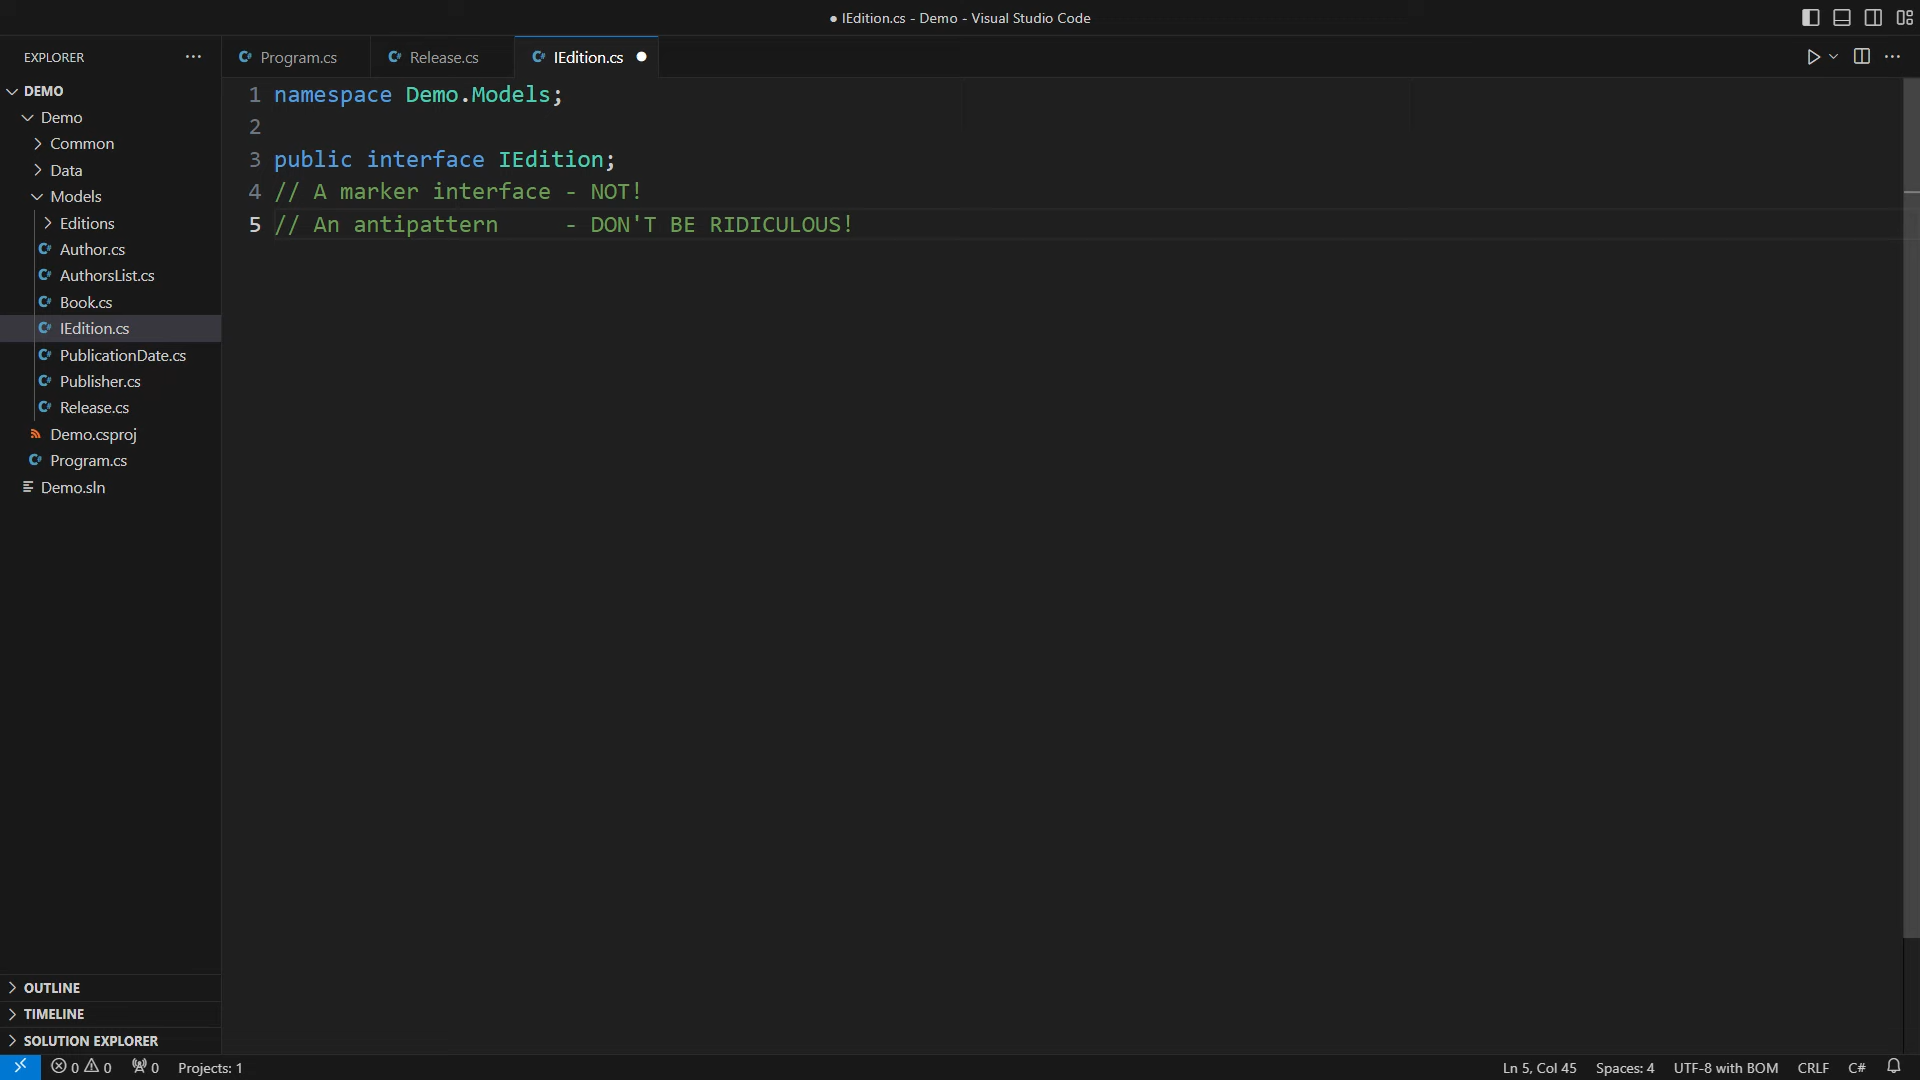 ● IEdition.cs - Demo - Visual Studio Code
EXPLORER
Program.cs
Release.cs
IEdition.cs
DEMO
Demo
Common
Data
Models
Editions
Author.cs
AuthorsList.cs
Book.cs
IEdition.cs
PublicationDate.cs
Publisher.cs
Release.cs
Demo.csproj
Program.cs
Demo.sln
1 namespace Demo.Models;
2
3 public interface IEdition;
4 // A marker interface - NOT!
5 // An antipattern     - DON'T BE RIDICULOUS!
OUTLINE
TIMELINE
SOLUTION EXPLORER
0 0 0 Projects: 1 Ln 5, Col 45 Spaces: 4 UTF-8 with BOM CRLF C#